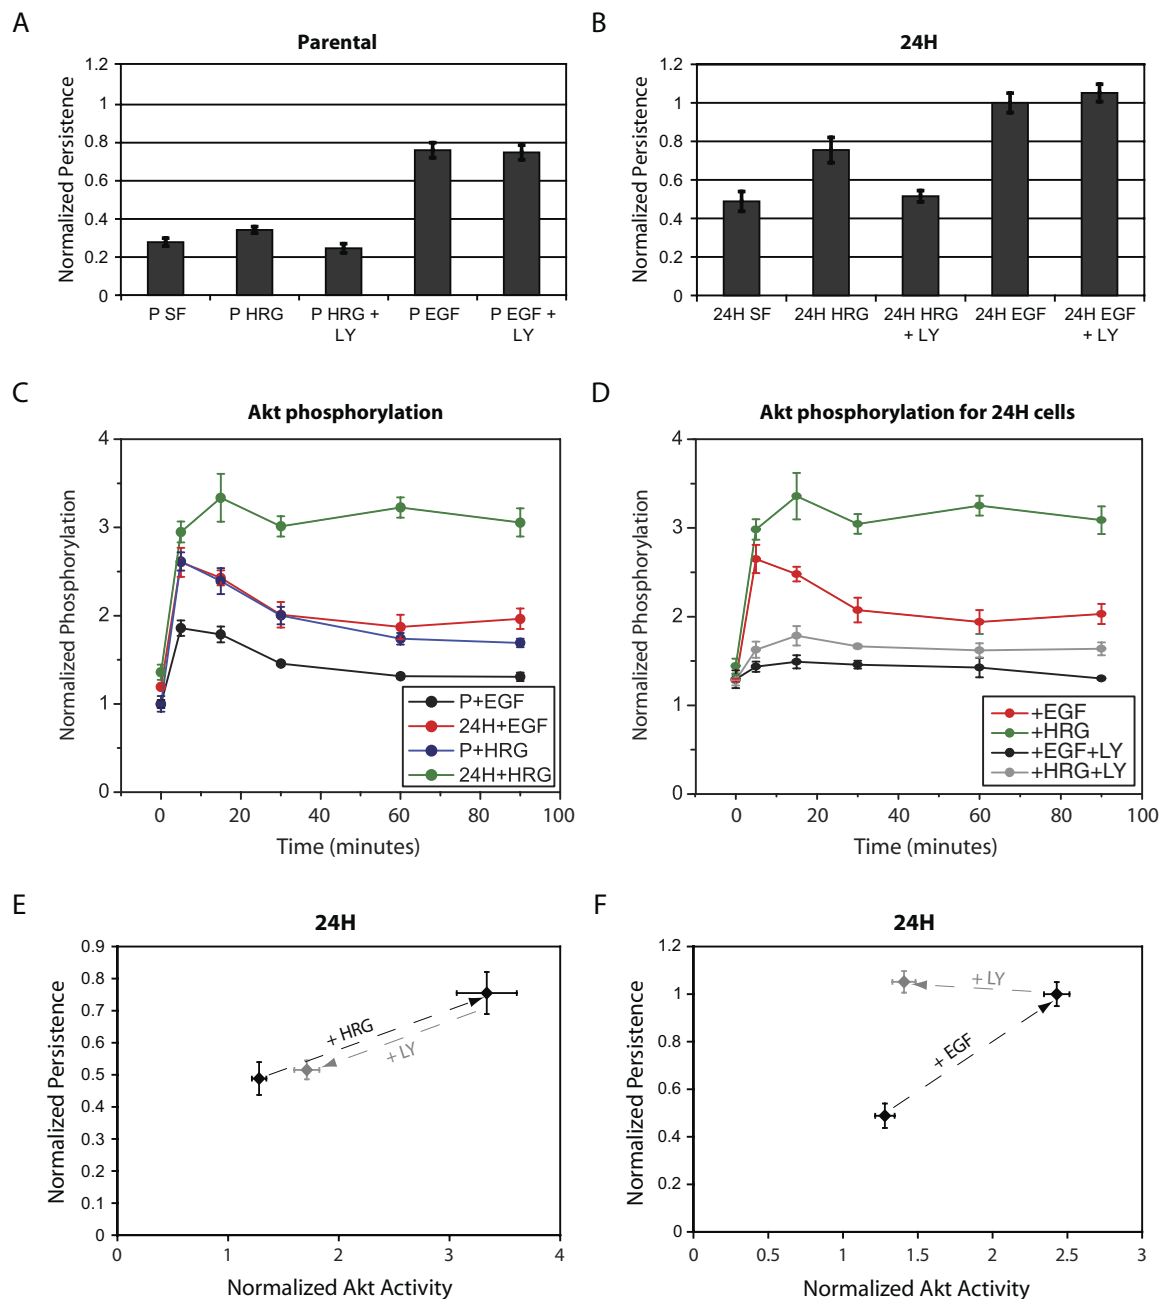 A
Parental
Normalized Persistence
1.2
1
0.8
0.6
0.4
0.2
0
P SF
P HRG
P HRG +
LY
P EGF
P EGF +
LY
B
24H
Normalized Persistence
1.2
1
0.8
0.6
0.4
0.2
0
24H SF
24H HRG
24H HRG
+ LY
24H EGF
24H EGF
+ LY
C
Akt phosphorylation
Normalized Phosphorylation
4
3
2
1
0
P+EGF
24H+EGF
P+HRG
24H+HRG
0
20
40
60
80
100
Time (minutes)
D
Akt phosphorylation for 24H cells
Normalized Phosphorylation
4
3
2
1
0
+EGF
+HRG
+EGF+LY
+HRG+LY
0
20
40
60
80
100
Time (minutes)
E
24H
Normalized Persistence
0.9
0.8
0.7
0.6
0.5
0.4
0.3
0.2
0.1
0
+ HRG
+ LY
0
1
2
3
4
Normalized Akt Activity
F
24H
Normalized Persistence
1.2
1
0.8
0.6
0.4
0.2
0
+ LY
+ EGF
0
0.5
1
1.5
2
2.5
3
Normalized Akt Activity